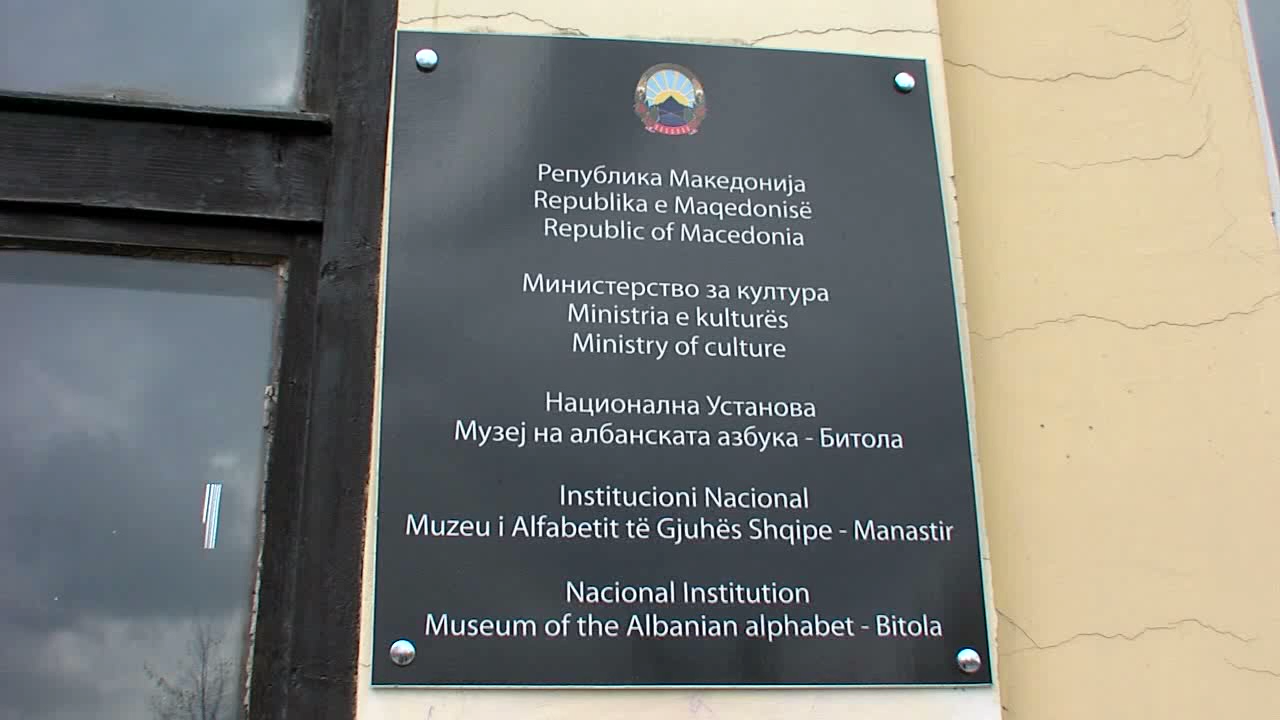 Република Македонија
Republika e Maqedonisë
Republic of Macedonia
Министерство за култура
Ministria e kulturës
Ministry of culture
Национална Установа
Музеј на албанската азбука - Битола
Institucioni Nacional
Muzeu i Alfabetit të Gjuhës Shqipe - Manastir
Nacional Institution
Museum of the Albanian alphabet - Bitola